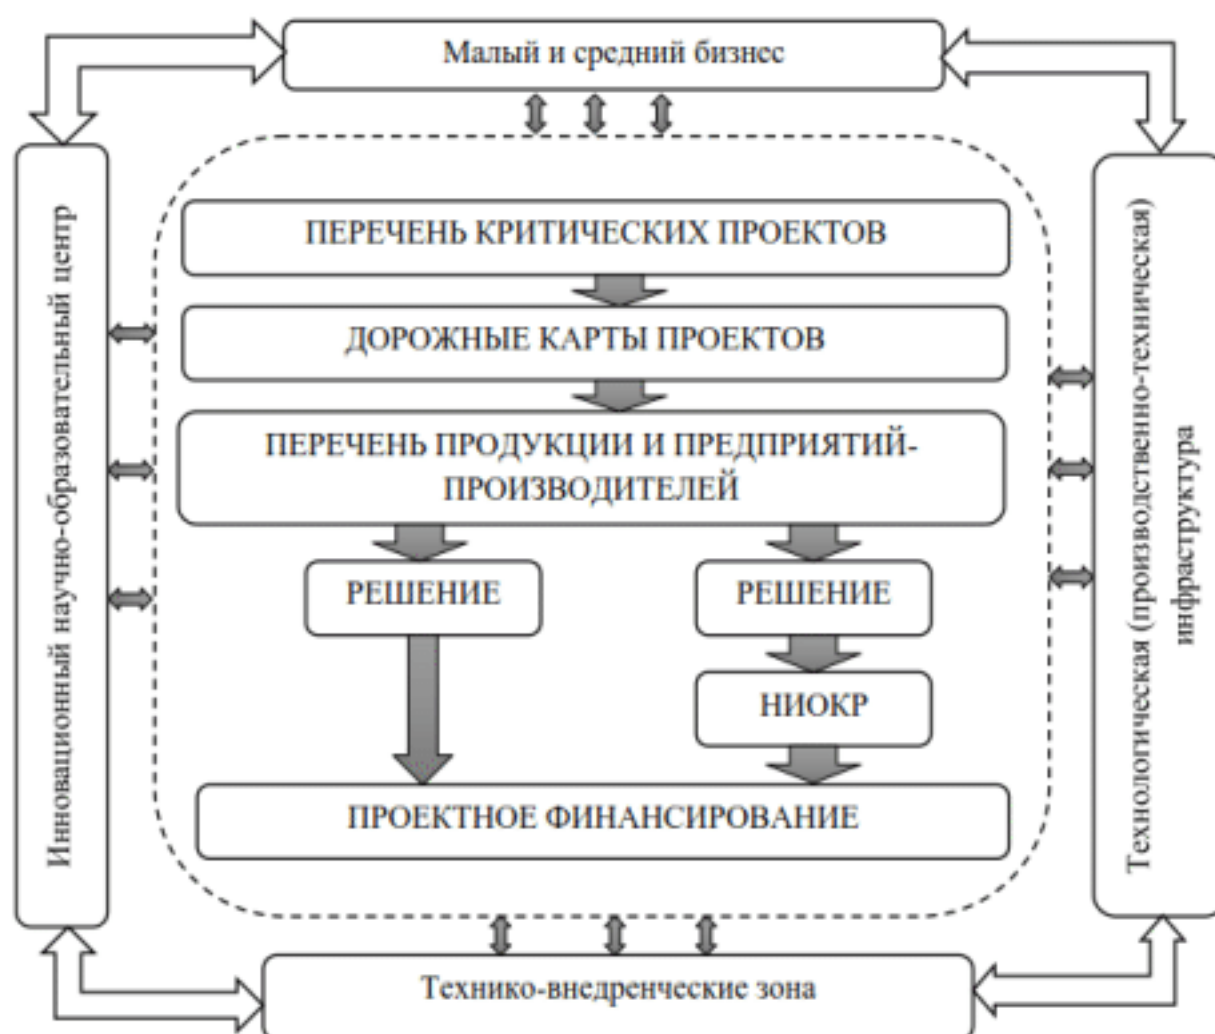 Малый и средний бизнес
Инновационный научно-образовательный центр
ПЕРЕЧЕНЬ КРИТИЧЕСКИХ ПРОЕКТОВ
ДОРОЖНЫЕ КАРТЫ ПРОЕКТОВ
ПЕРЕЧЕНЬ ПРОДУКЦИИ И ПРЕДПРИЯТИЙ-
ПРОИЗВОДИТЕЛЕЙ
РЕШЕНИЕ
РЕШЕНИЕ
НИОКР
ПРОЕКТНОЕ ФИНАНСИРОВАНИЕ
Технологическая (производственно-техническая)
инфраструктура
Технико-внедренческие зона